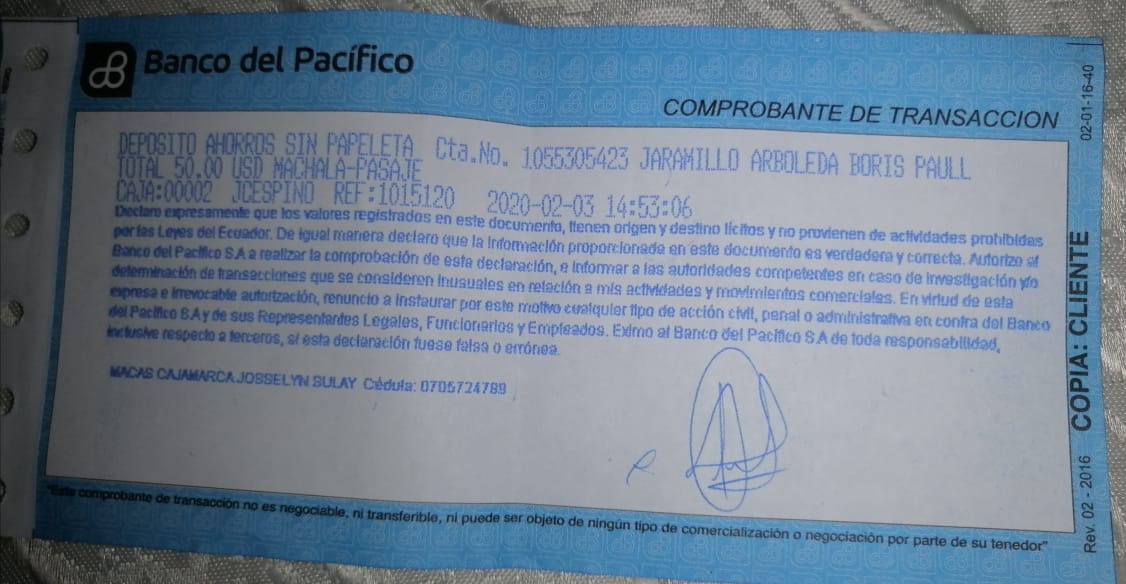 Banco del Pacífico
COMPROBANTE DE TRANSACCION
02-01-16-40
DEPOSITO AHORROS SIN PAPELETA Cta.No. 1055305423 JARAMILLO ARBOLEDA BORIS PAULL
TOTAL 50.00 USD MACHALA-PASAJE
CAJA:00002 JCESPINO REF:1015120 2020-02-03 14:53:06
Declaro expresamente que los valores registrados en este documento, tienen origen y destino lícitos y no provienen de actividades prohibidas
por las Leyes del Ecuador. De igual manera declaro que la información proporcionada en este documento es verdadera y correcta. Autorizo al
Banco del Pacífico S.A a realizar la comprobación de esta declaración, e informar a las autoridades competentes en caso de investigación y/o
determinación de transacciones que se consideren inusuales en relación a mis actividades y movimientos comerciales. En virtud de esta
expresa e irrevocable autorización, renuncio a instaurar por este motivo cualquier tipo de acción civil, penal o administrativa en contra del Banco
del Pacífico S.A y de sus Representantes Legales, Funcionarios y Empleados. Eximo al Banco del Pacífico S.A de toda responsabilidad,
inclusive respecto a terceros, si esta declaración fuese falsa o errónea.
MACAS CAJAMARCA JOSSELYN SULAY Cédula: 0705724789
COPIA: CLIENTE
Rev. 02 - 2016
"Este comprobante de transacción no es negociable, ni transferible, ni puede ser objeto de ningún tipo de comercialización o negociación por parte de su tenedor"